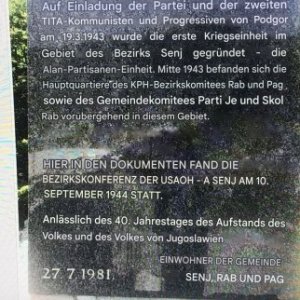 Auf Einladung der Partei und der zweiten
TITA-Kommunisten und Progressiven von Podgor
am 19.3.1943 wurde die erste Kriegseinheit im
Gebiet des Bezirks Senj gegründet - die
Alan-Partisanen-Einheit. Mitte 1943 befanden sich die
Hauptquartiere des KPH-Bezirkskomitees Rab und Pag
sowie des Gemeindekomitees Parti Je und Skol
Rab vorübergehend in diesem Gebiet.
HIER IN DEN DOKUMENTEN FAND DIE
BEZIRKSKONFERENZ DER USAOH - A SENJ AM 10.
SEPTEMBER 1944 STATT.
Anlässlich des 40. Jahrestages des Aufstands des
Volkes und des Volkes von Jugoslawien
EINWOHNER DER GEMEINDE
27.7.1981 SENJ, RAB UND PAG